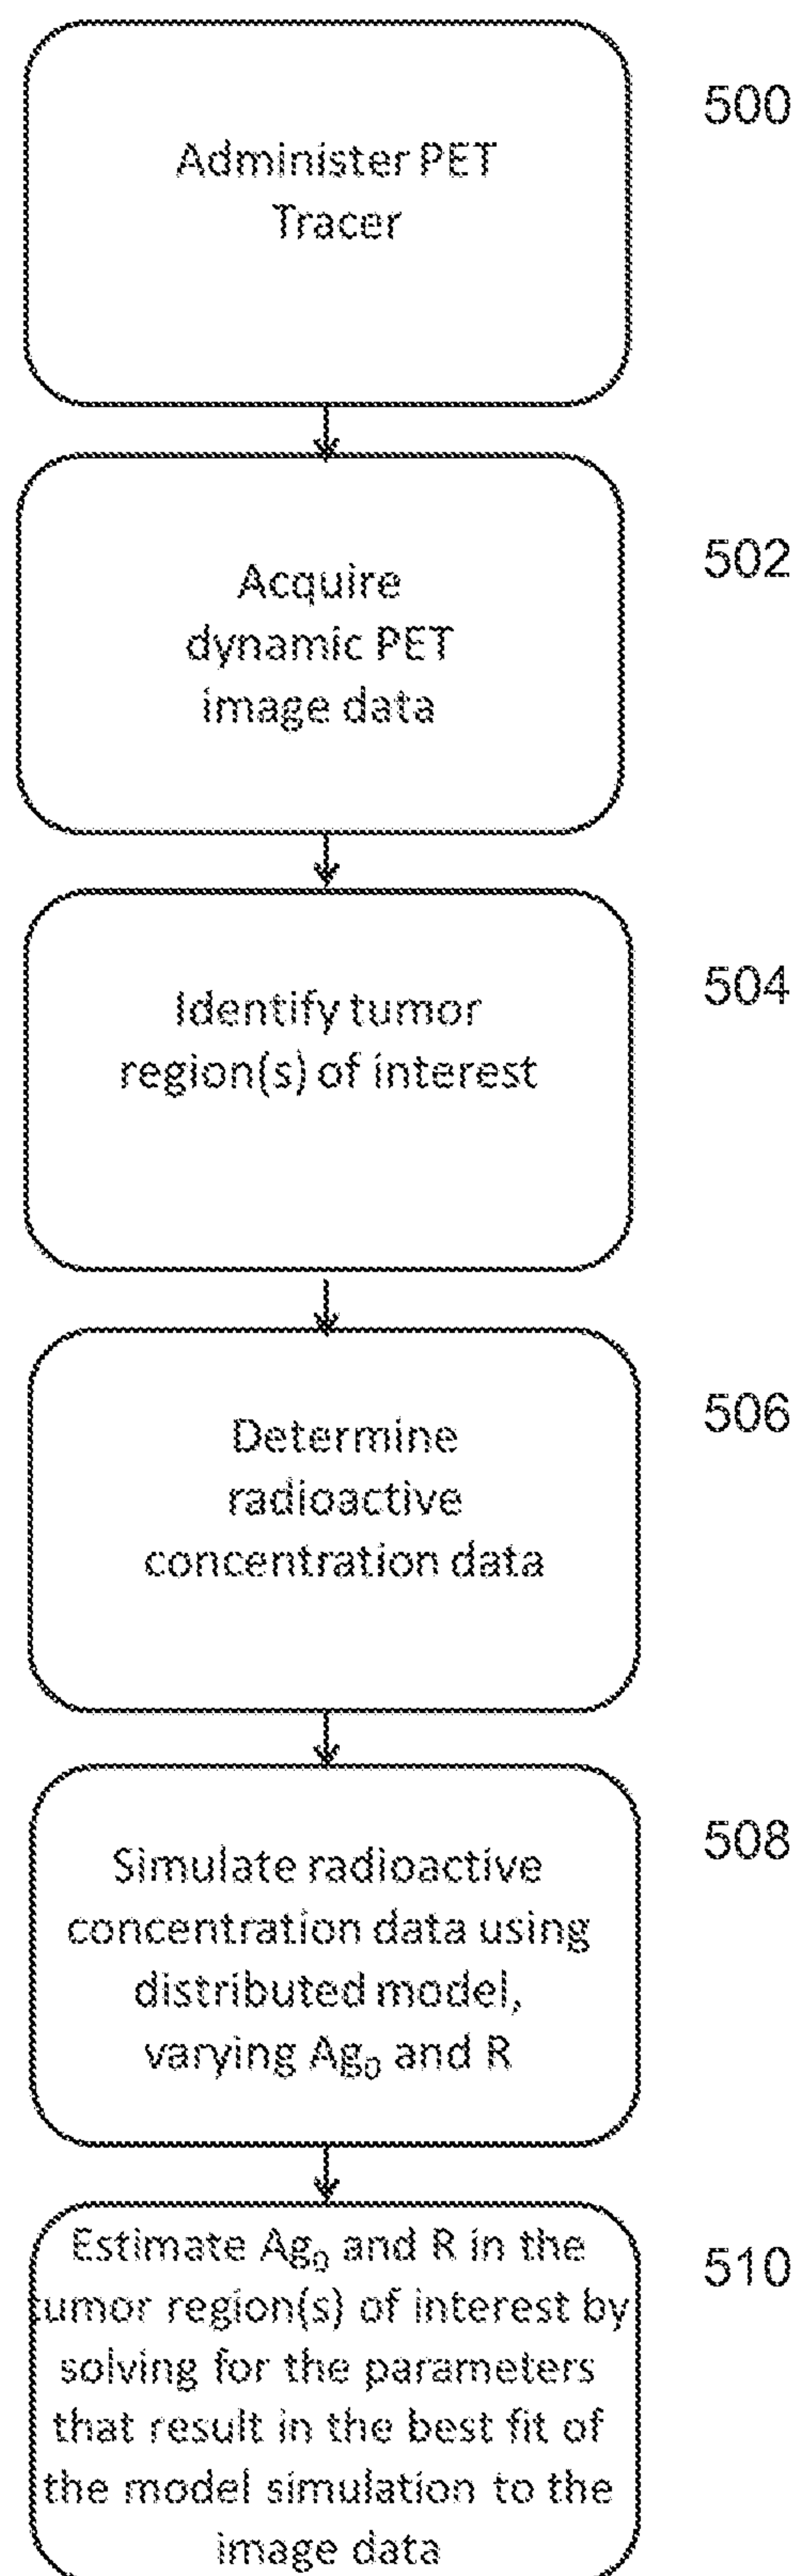 500
Administer PET
Tracer
502
Acquire
dynamic PET
image data
504
Identify tumor
region(s) of interest
506
Determine
radioactive
concentration data
508
Simulate radioactive
concentration data using
distributed model,
varying Ag₀ and R
510
Estimate Ag₀ and R in the
tumor region(s) of interest by
solving for the parameters
that result in the best fit of
the model simulation to the
image data